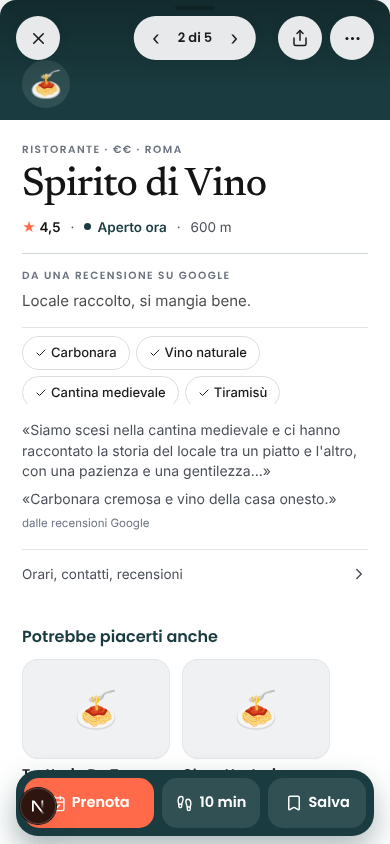 2 di 5
RISTORANTE · €€ · ROMA
Spirito di Vino
★ 4,5 · Aperto ora · 600 m
DA UNA RECENSIONE SU GOOGLE
Locale raccolto, si mangia bene.
Carbonara
Vino naturale
Cantina medievale
Tiramisù
«Siamo scesi nella cantina medievale e ci hanno
raccontato la storia del locale tra un piatto e l'altro,
con una pazienza e una gentilezza...»
«Carbonara cremosa e vino della casa onesto.»
dalle recensioni Google
Orari, contatti, recensioni
Potrebbe piacerti anche
N
Prenota
10 min
Salva